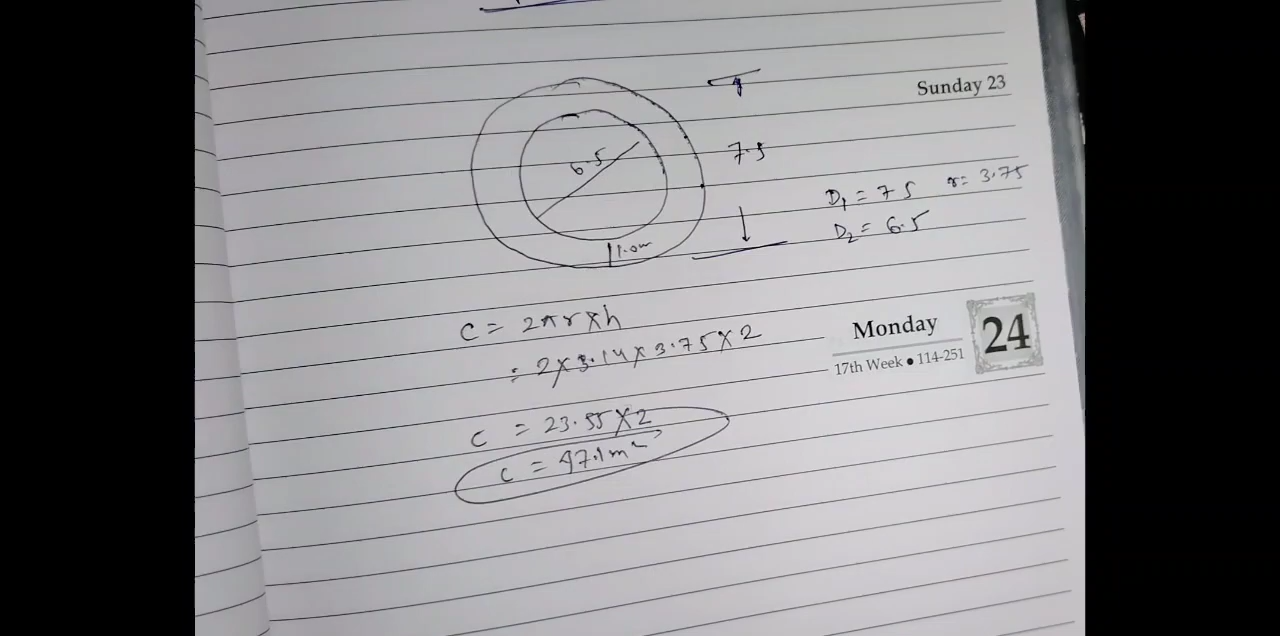 Sunday 23
6.5
7.5
1.0m
D1 = 7.5 r = 3.75
D2 = 6.5
C = 2πr×h
= 2×3.14×3.75×2
Monday
24
17th Week • 114-251
C = 23.55×2
C = 47.1m²